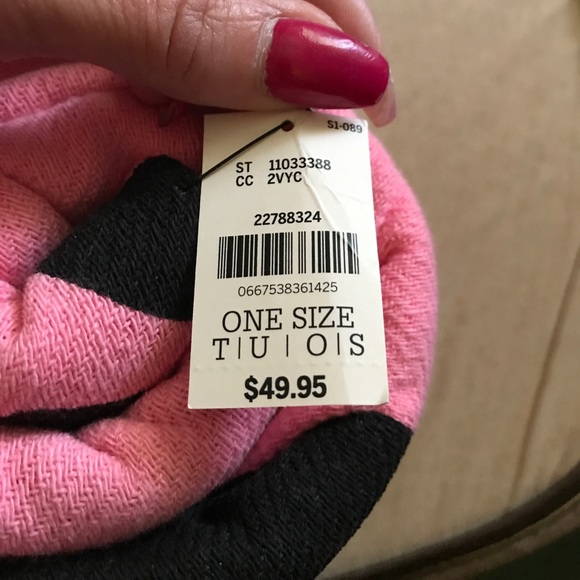 S1-089
ST 11033388
CC 2VYC
22788324
0667538361425
ONE SIZE
T|U | O|S
$49.95